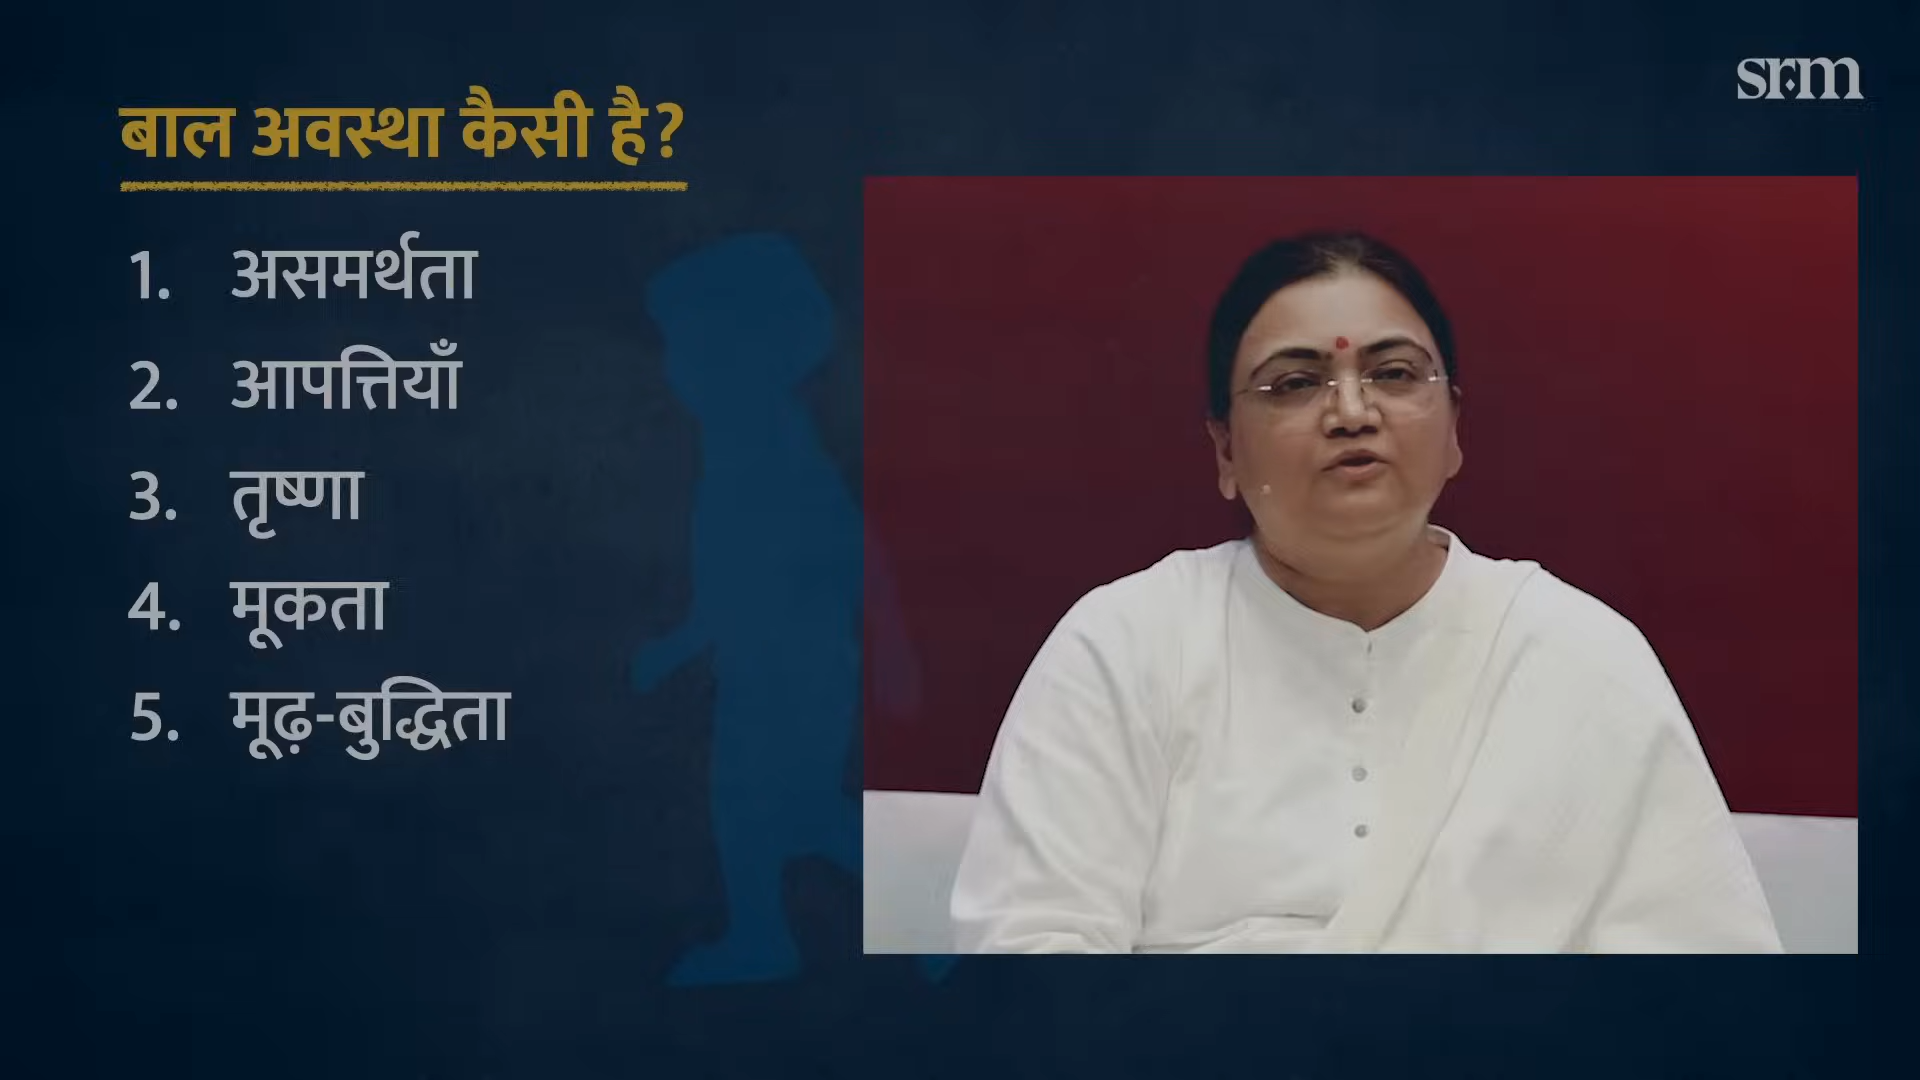 srm
बाल अवस्था कैसी है?
1. असमर्थता
2. आपत्तियाँ
3. तृष्णा
4. मूकता
5. मूढ़-बुद्धिता